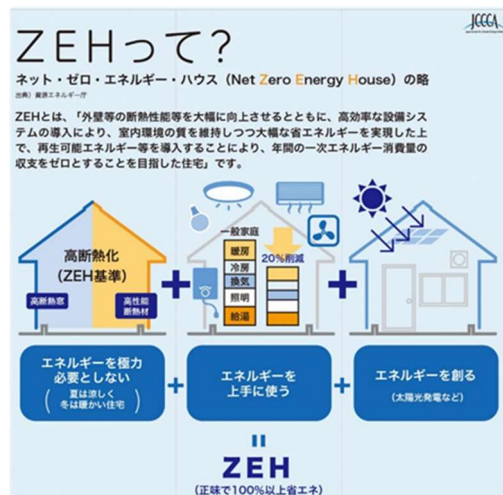 JCCCA
ZEHって?
ネット・ゼロ・エネルギー・ハウス（Net Zero Energy House）の略
出典）資源エネルギー庁
ZEHとは、「外壁等の断熱性能等を大幅に向上させるとともに、高効率な設備シス
テムの導入により、室内環境の質を維持しつつ大幅な省エネルギーを実現した上
で、再生可能エネルギー等を導入することにより、年間の一次エネルギー消費量の
収支をゼロとすることを目指した住宅」です。
高断熱化
（ZEH基準）
高断熱窓
高性能
断熱材
+
一般家庭
暖房
冷房
換気
照明
給湯
20%削減
+
エネルギーを極力
必要としない
（夏は涼しく
冬は暖かい住宅）
+
エネルギーを
上手に使う
+
エネルギーを創る
（太陽光発電など）
=
ZEH
（正味で100%以上省エネ）